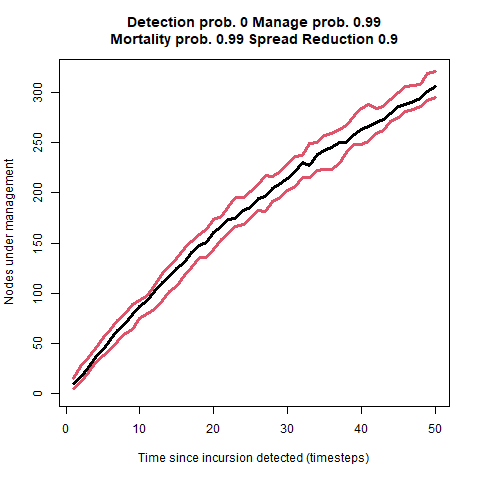 Detection prob. 0 Manage prob. 0.99
Mortality prob. 0.99 Spread Reduction 0.9
Nodes under management
300
250
200
150
100
50
0
0 10 20 30 40 50
Time since incursion detected (timesteps)